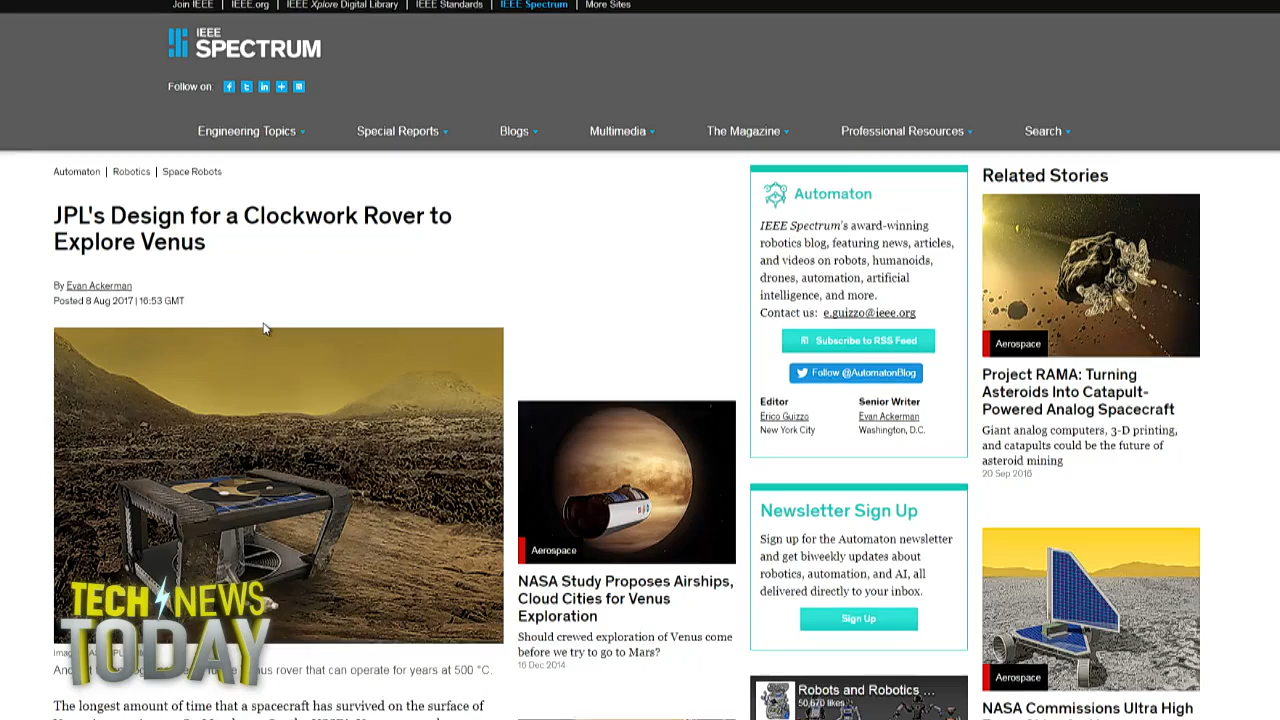 Join IEEE | IEEE.org | IEEE Xplore Digital Library | IEEE Standards | IEEE Spectrum | More Sites
IEEE
SPECTRUM
Follow on:
Engineering Topics
Special Reports
Blogs
Multimedia
The Magazine
Professional Resources
Search
Automaton | Robotics | Space Robots
JPL's Design for a Clockwork Rover to
Explore Venus
By Evan Ackerman
Posted 8 Aug 2017 | 16:53 GMT
TECH NEWS
TODAY
rover that can operate for years at 500 °C.
The longest amount of time that a spacecraft has survived on the surface of
Aerospace
NASA Study Proposes Airships,
Cloud Cities for Venus
Exploration
Should crewed exploration of Venus come
before we try to go to Mars?
16 Dec 2014
Automaton
IEEE Spectrum's award-winning
robotics blog, featuring news, articles,
and videos on robots, humanoids,
drones, automation, artificial
intelligence, and more.
Contact us: e.guizzo@ieee.org
Subscribe to RSS Feed
Follow @AutomatonBlog
Editor
Erico Guizzo
New York City
Senior Writer
Evan Ackerman
Washington, D.C.
Newsletter Sign Up
Sign up for the Automaton newsletter
and get biweekly updates about
robotics, automation, and AI, all
delivered directly to your inbox.
Sign Up
Robots and Robotics ...
50,670 likes
Related Stories
Aerospace
Project RAMA: Turning
Asteroids Into Catapult-
Powered Analog Spacecraft
Giant analog computers, 3-D printing,
and catapults could be the future of
asteroid mining
20 Sep 2016
Aerospace
NASA Commissions Ultra High